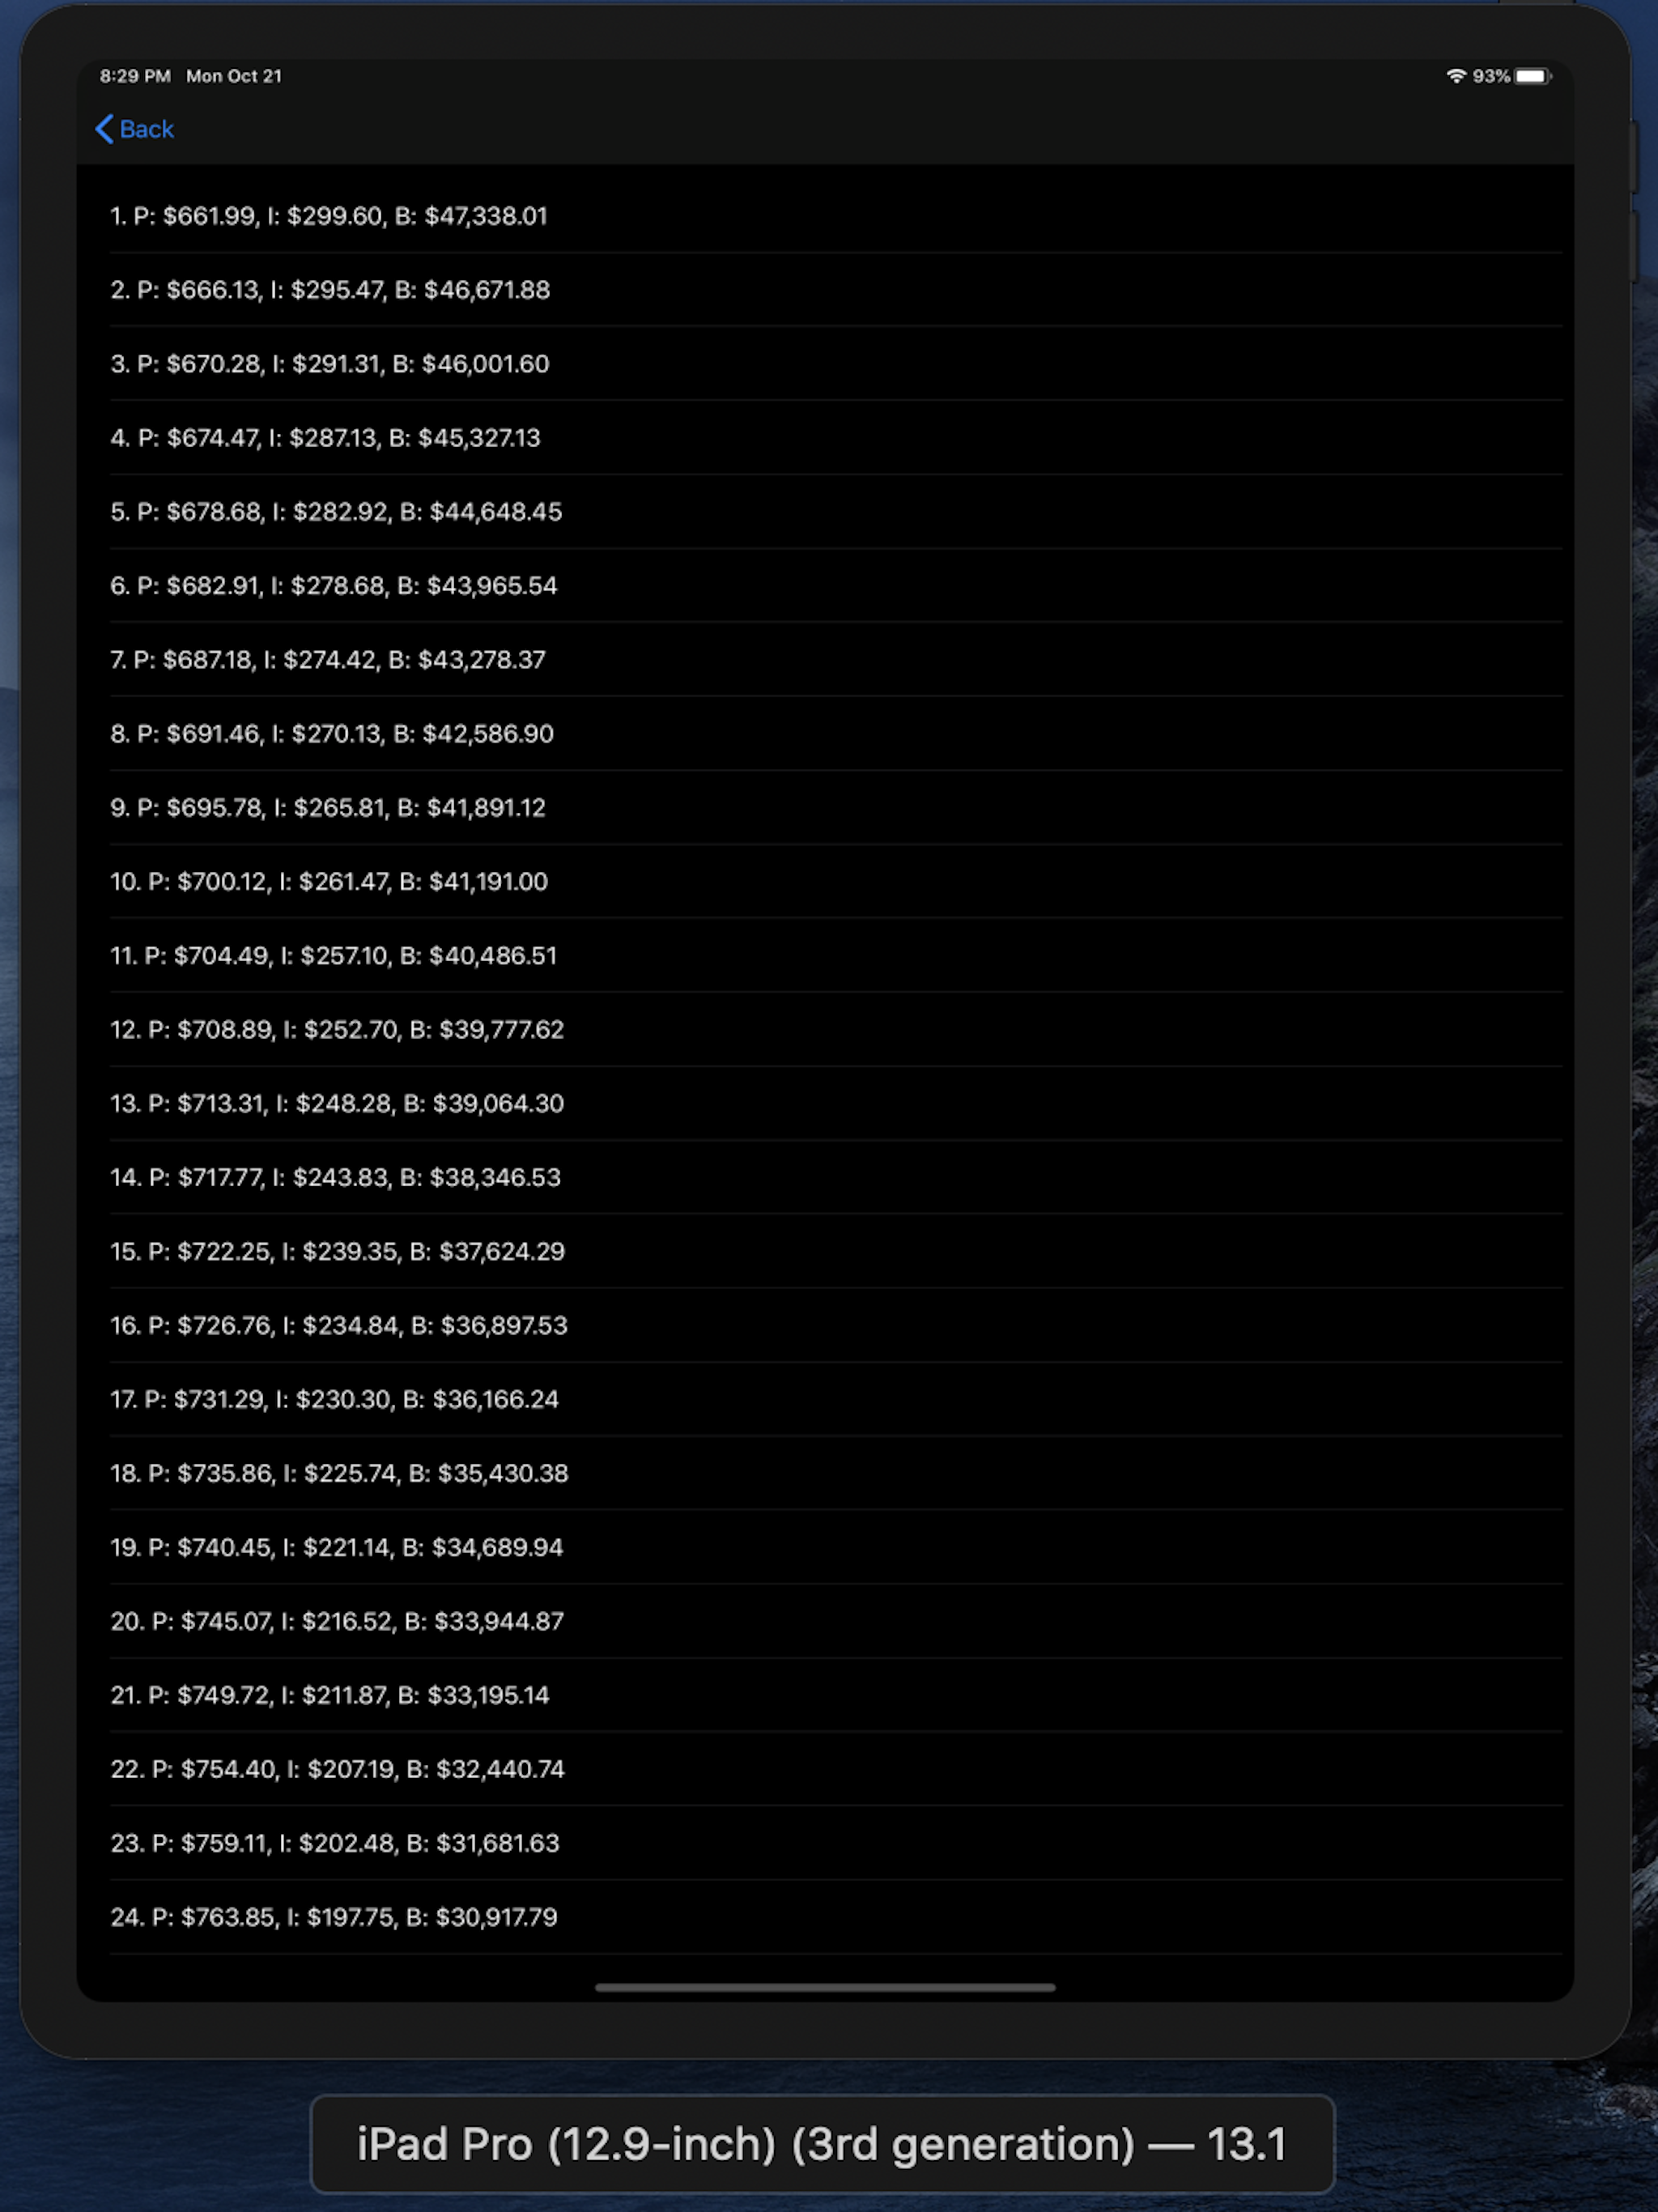 8:29 PM Mon Oct 21
93%
Back
1. P: $661.99, I: $299.60, B: $47,338.01
2. P: $666.13, I: $295.47, B: $46,671.88
3. P: $670.28, I: $291.31, B: $46,001.60
4. P: $674.47, I: $287.13, B: $45,327.13
5. P: $678.68, I: $282.92, B: $44,648.45
6. P: $682.91, I: $278.68, B: $43,965.54
7. P: $687.18, I: $274.42, B: $43,278.37
8. P: $691.46, I: $270.13, B: $42,586.90
9. P: $695.78, I: $265.81, B: $41,891.12
10. P: $700.12, I: $261.47, B: $41,191.00
11. P: $704.49, I: $257.10, B: $40,486.51
12. P: $708.89, I: $252.70, B: $39,777.62
13. P: $713.31, I: $248.28, B: $39,064.30
14. P: $717.77, I: $243.83, B: $38,346.53
15. P: $722.25, I: $239.35, B: $37,624.29
16. P: $726.76, I: $234.84, B: $36,897.53
17. P: $731.29, I: $230.30, B: $36,166.24
18. P: $735.86, I: $225.74, B: $35,430.38
19. P: $740.45, I: $221.14, B: $34,689.94
20. P: $745.07, I: $216.52, B: $33,944.87
21. P: $749.72, I: $211.87, B: $33,195.14
22. P: $754.40, I: $207.19, B: $32,440.74
23. P: $759.11, I: $202.48, B: $31,681.63
24. P: $763.85, I: $197.75, B: $30,917.79
iPad Pro (12.9-inch) (3rd generation) — 13.1